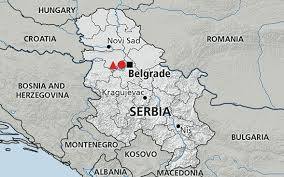 HUNGARY
CROATIA
Novi Sad
ROMANIA
Belgrade
BOSNIA AND
HERZEGOVINA
Kragujevac
SERBIA
Nis
MONTENEGRO
BULGARIA
KOSOVO
ALBANIA
MACEDONIA